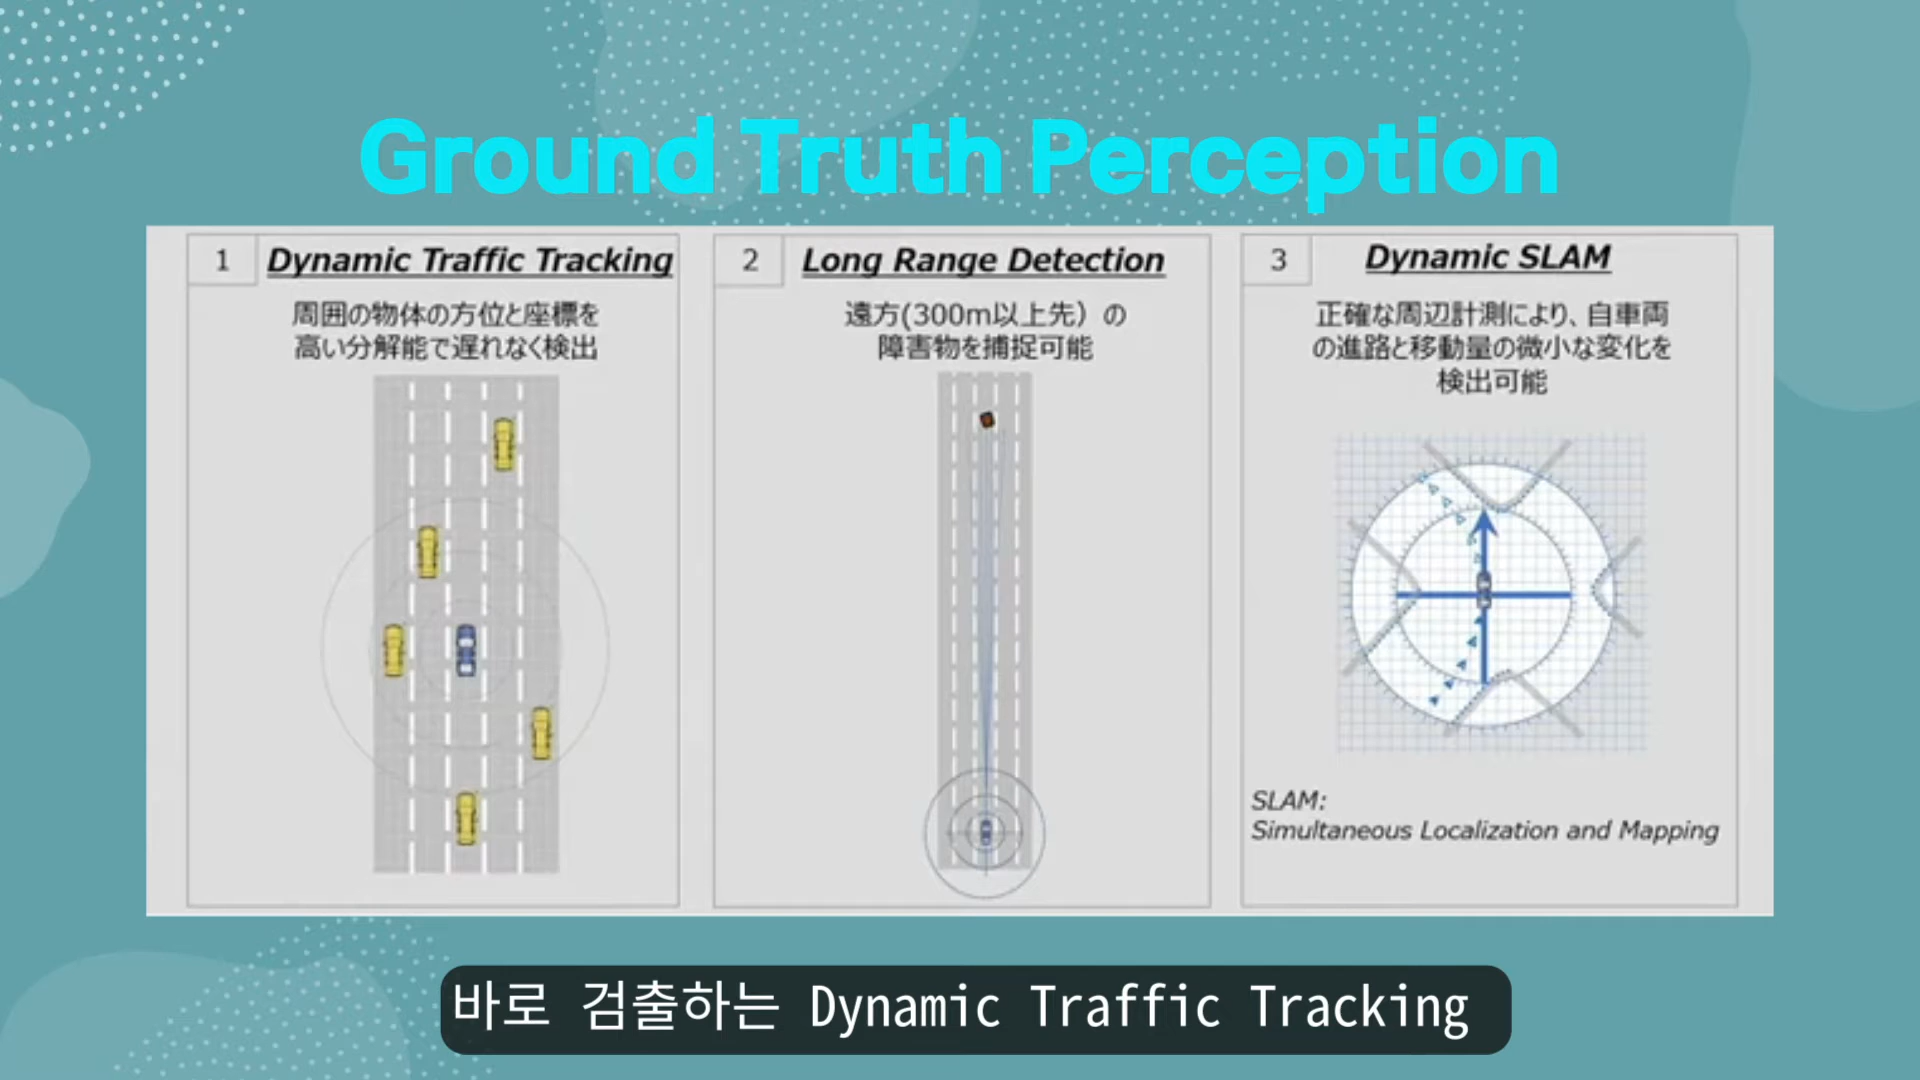 Ground Truth Perception
1
Dynamic Traffic Tracking
周囲の物体の方位と座標を
高い分解能で遅れなく検出
2
Long Range Detection
遠方(300m以上先）の
障害物を捕捉可能
3
Dynamic SLAM
正確な周辺計測により、自車両
の進路と移動量の微小な変化を
検出可能
SLAM:
Simultaneous Localization and Mapping
바로 검출하는 Dynamic Traffic Tracking